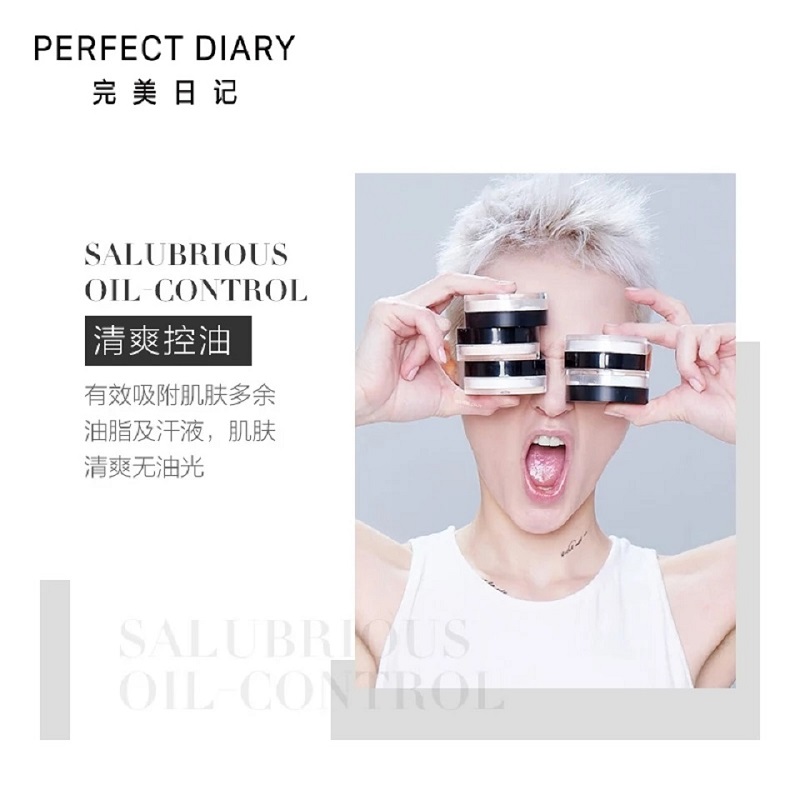 PERFECT DIARY
完美日记
SALUBRIOUS
OIL-CONTROL
清爽控油
有效吸附肌肤多余
油脂及汗液，肌肤
清爽无油光
SALUBRIOUS
OIL-CONTROL